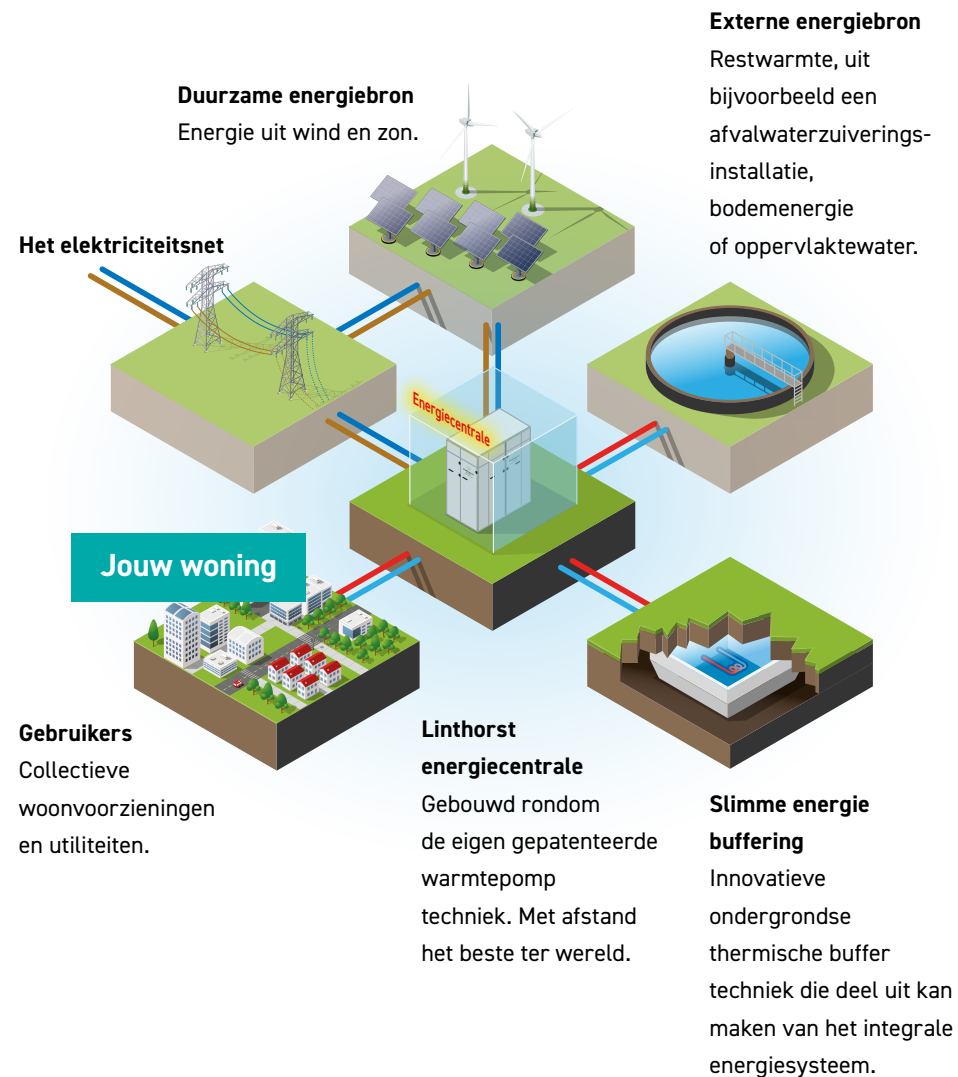 Externe energiebron
Restwarmte, uit
bijvoorbeeld een
afvalwaterzuiverings-
installatie,
bodemenergie
of oppervlaktewater.
Duurzame energiebron
Energie uit wind en zon.
Het elektriciteitsnet
Energiecentrale
Jouw woning
Gebruikers
Collectieve
woonvoorzieningen
en utiliteiten.
Linthorst
energiecentrale
Gebouwd rondom
de eigen gepatenteerde
warmtepomp
techniek. Met afstand
het beste ter wereld.
Slimme energie
buffering
Innovatieve
ondergrondse
thermische buffer
techniek die deel uit kan
maken van het integrale
energiesysteem.